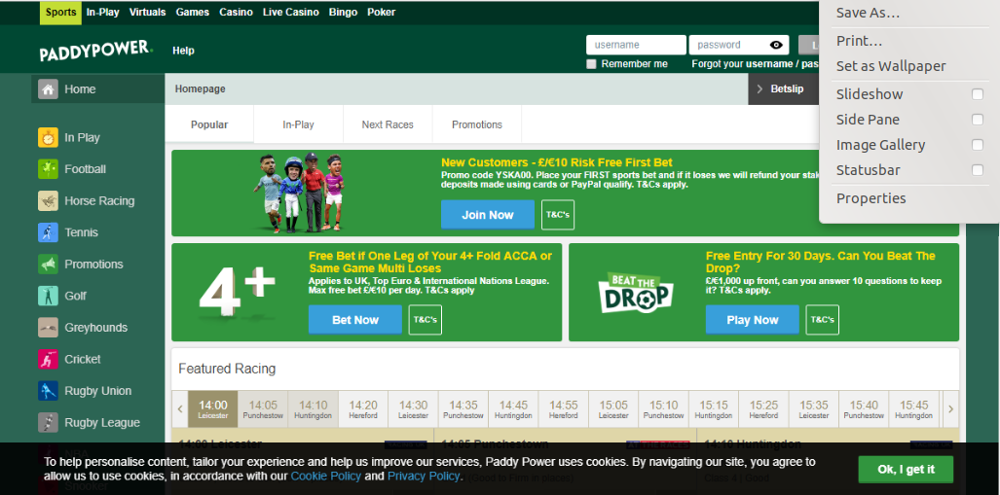 Sports In-Play Virtuals Games Casino Live Casino Bingo Poker
PADDYPOWER.
Help
username
password
Remember me
Forgot your username /
Save As…
Print…
Set as Wallpaper
Slideshow
Side Pane
Image Gallery
Statusbar
Properties
Home
In Play
Football
Horse Racing
Tennis
Promotions
Golf
Greyhounds
Cricket
Rugby Union
Rugby League
Homepage
Betslip
Popular In-Play Next Races Promotions
New Customers - £/€10 Risk Free First Bet
Promo code YSKA00. Place your FIRST sports bet and if it loses we will refund your
deposits made using cards or PayPal qualify. T&Cs apply.
Join Now
T&C's
4+
Free Bet if One Leg of Your 4+ Fold ACCA or
Same Game Multi Loses
Applies to UK, Top Euro & International Nations League.
Max free bet £/€10 per day. T&Cs apply
Bet Now
T&C's
BEAT THE
DROP
Free Entry For 30 Days. Can You Beat The
Drop?
£/€1,000 up front, can you answer 10 questions to keep
it? T&Cs apply.
Play Now
T&C's
Featured Racing
14:00 14:05 14:10 14:20 14:30 14:35 14:45 14:55 15:05 15:10 15:15 15:25 15:35 15:40 15:45
Leicester Punchestow Huntingdon Hereford Leicester Punchestow Huntingdon Hereford Leicester Punchestow Huntingdon Hereford Leicester Punchestow Huntingdon
14:00 Leicester 14:05 Punchestown 14:10 Huntingdon
To help personalise content, tailor your experience and help us improve our services, Paddy Power uses cookies. By navigating our site, you agree to
allow us to use cookies, in accordance with our Cookie Policy and Privacy Policy.
Ok, I get it